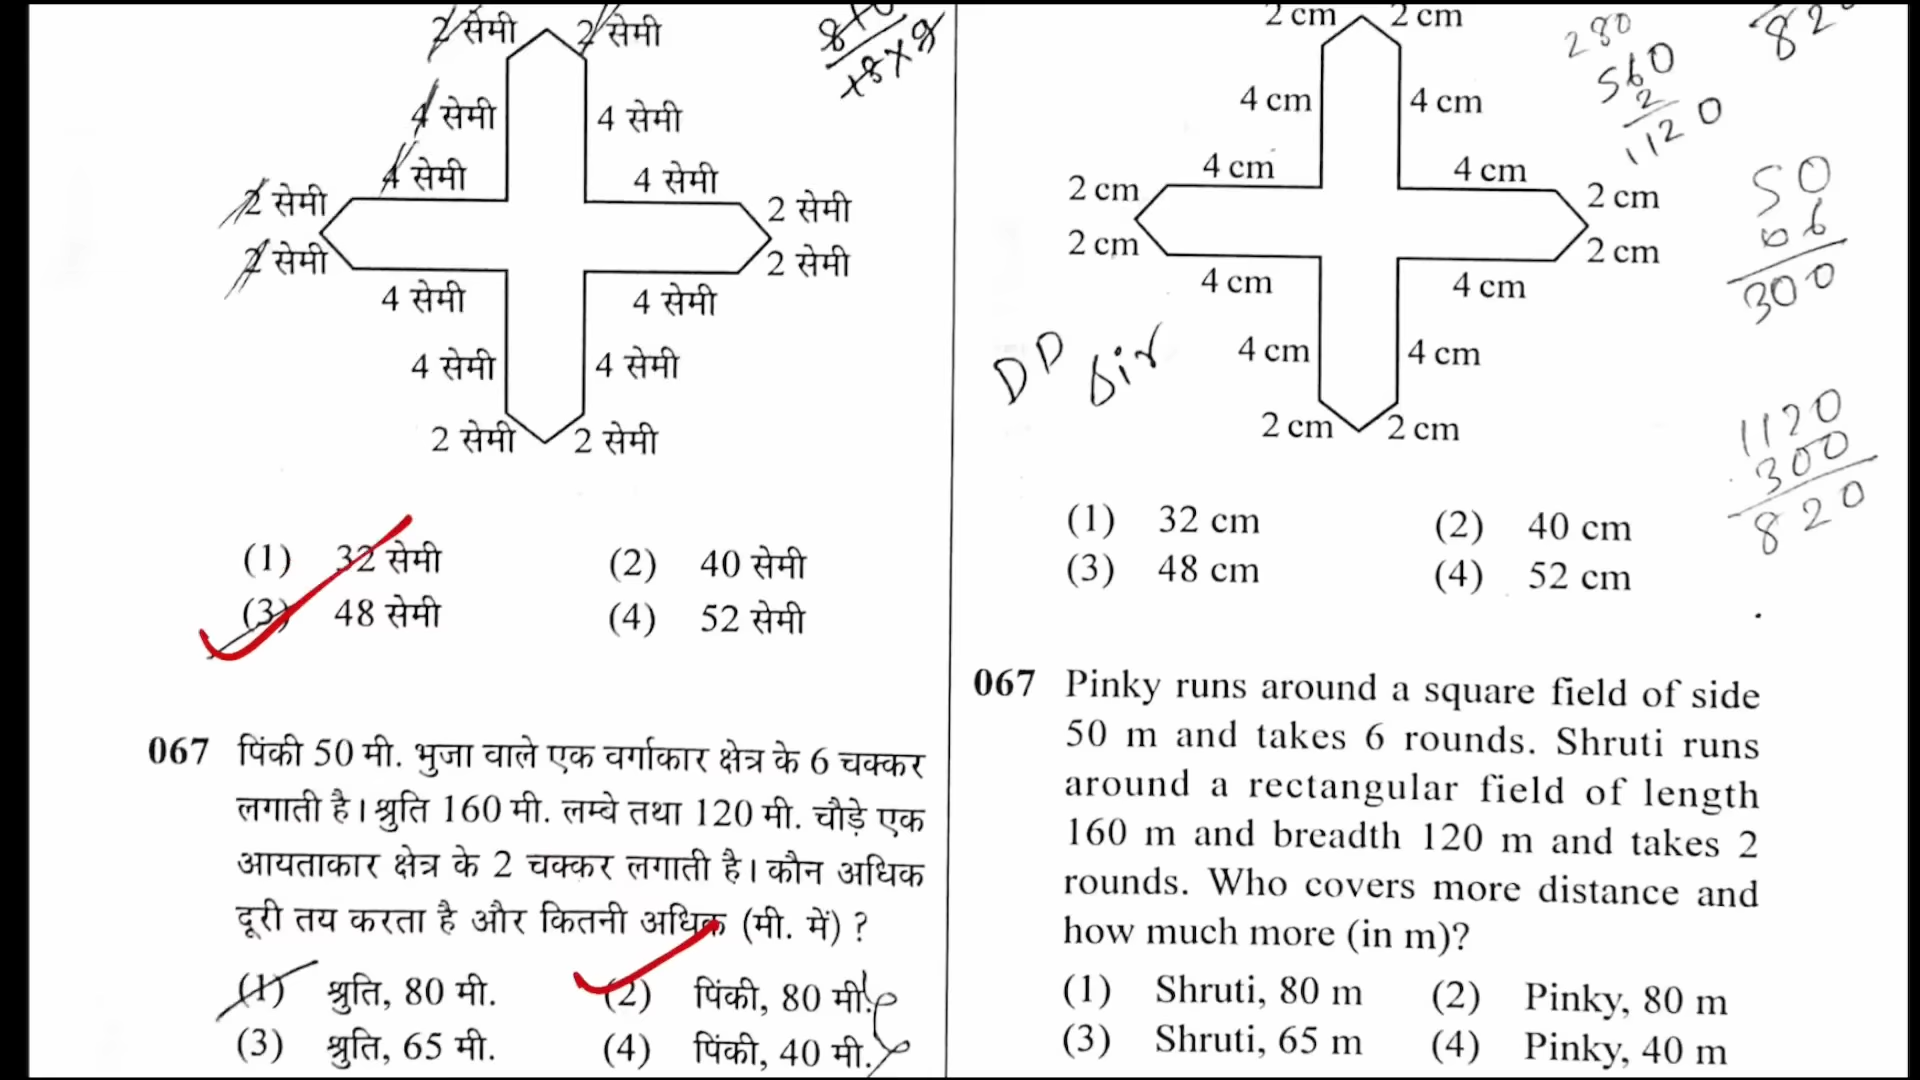 2 सेमी 2 सेमी
4 सेमी 4 सेमी
4 सेमी 4 सेमी
2 सेमी 2 सेमी
2 सेमी 2 सेमी
4 सेमी 4 सेमी
4 सेमी 4 सेमी
2 सेमी 2 सेमी
(1) 32 सेमी (2) 40 सेमी
(3) 48 सेमी (4) 52 सेमी
067 पिंकी 50 मी. भुजा वाले एक वर्गाकार क्षेत्र के 6 चक्कर
लगाती है। श्रुति 160 मी. लम्बे तथा 120 मी. चौड़े एक
आयताकार क्षेत्र के 2 चक्कर लगाती है। कौन अधिक
दूरी तय करता है और कितनी अधिक (मी. में) ?
(1) श्रुति, 80 मी. (2) पिंकी, 80 मी.
(3) श्रुति, 65 मी. (4) पिंकी, 40 मी.
2 cm 2 cm
4 cm 4 cm
4 cm 4 cm
2 cm 2 cm
2 cm 2 cm
4 cm 4 cm
4 cm 4 cm
2 cm 2 cm
DD Sir
(1) 32 cm (2) 40 cm
(3) 48 cm (4) 52 cm
067 Pinky runs around a square field of side
50 m and takes 6 rounds. Shruti runs
around a rectangular field of length
160 m and breadth 120 m and takes 2
rounds. Who covers more distance and
how much more (in m)?
(1) Shruti, 80 m (2) Pinky, 80 m
(3) Shruti, 65 m (4) Pinky, 40 m
280
560
2
1120
50
06
300
1120
300
820